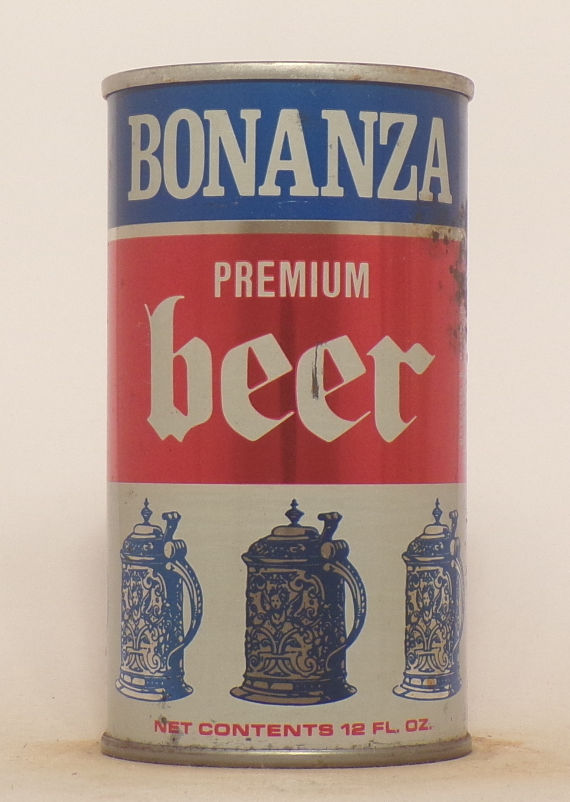 BONANZA
PREMIUM
beer
NET CONTENTS 12 FL. OZ.